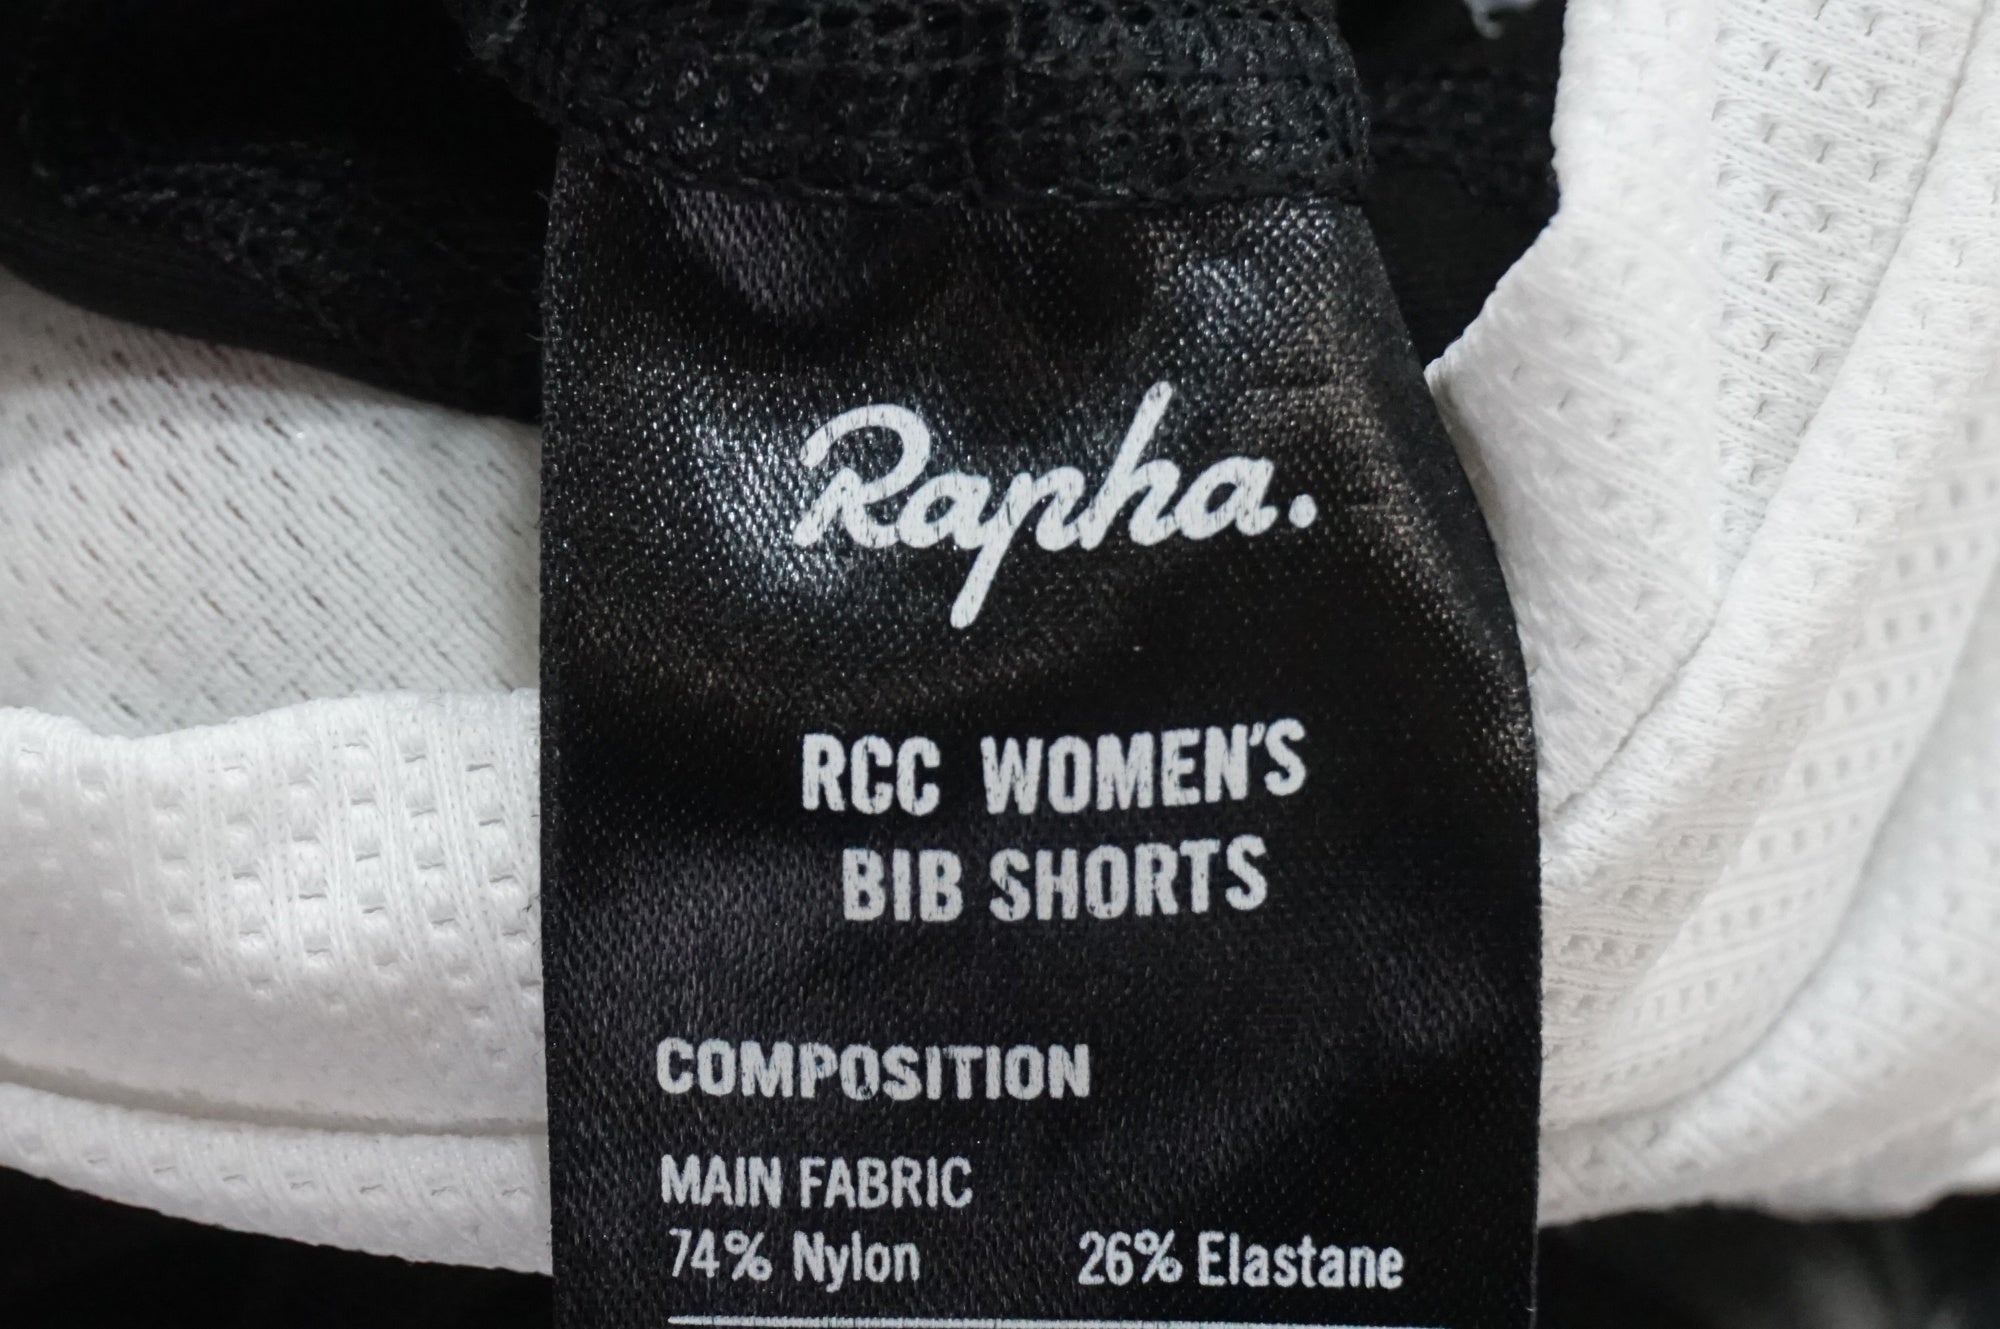 Rapha.
RCC WOMEN'S
BIB SHORTS
COMPOSITION
MAIN FABRIC
74% Nylon 26% Elastane